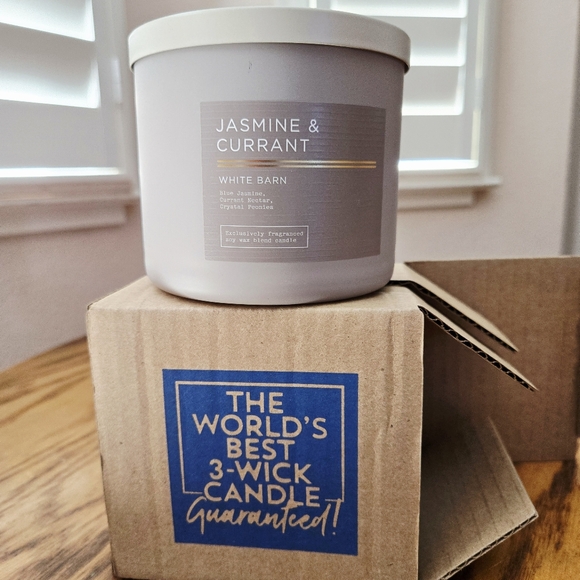 JASMINE &
CURRANT
WHITE BARN
Blue Jasmine,
Currant Nectar,
Crystal Peonies
Exclusively fragranced
soy wax blend candle
THE
WORLD'S
BEST
3-WICK
CANDLE
Guaranteed!